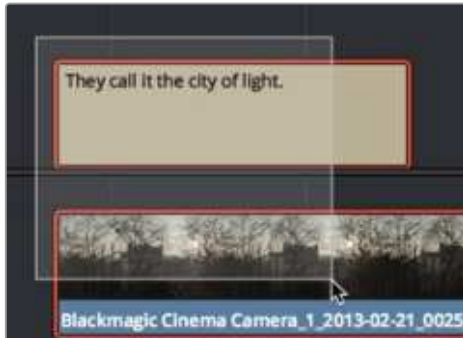 They call it the city of light.
Blackmagic Cinema Camera_1_2013-02-21_0025